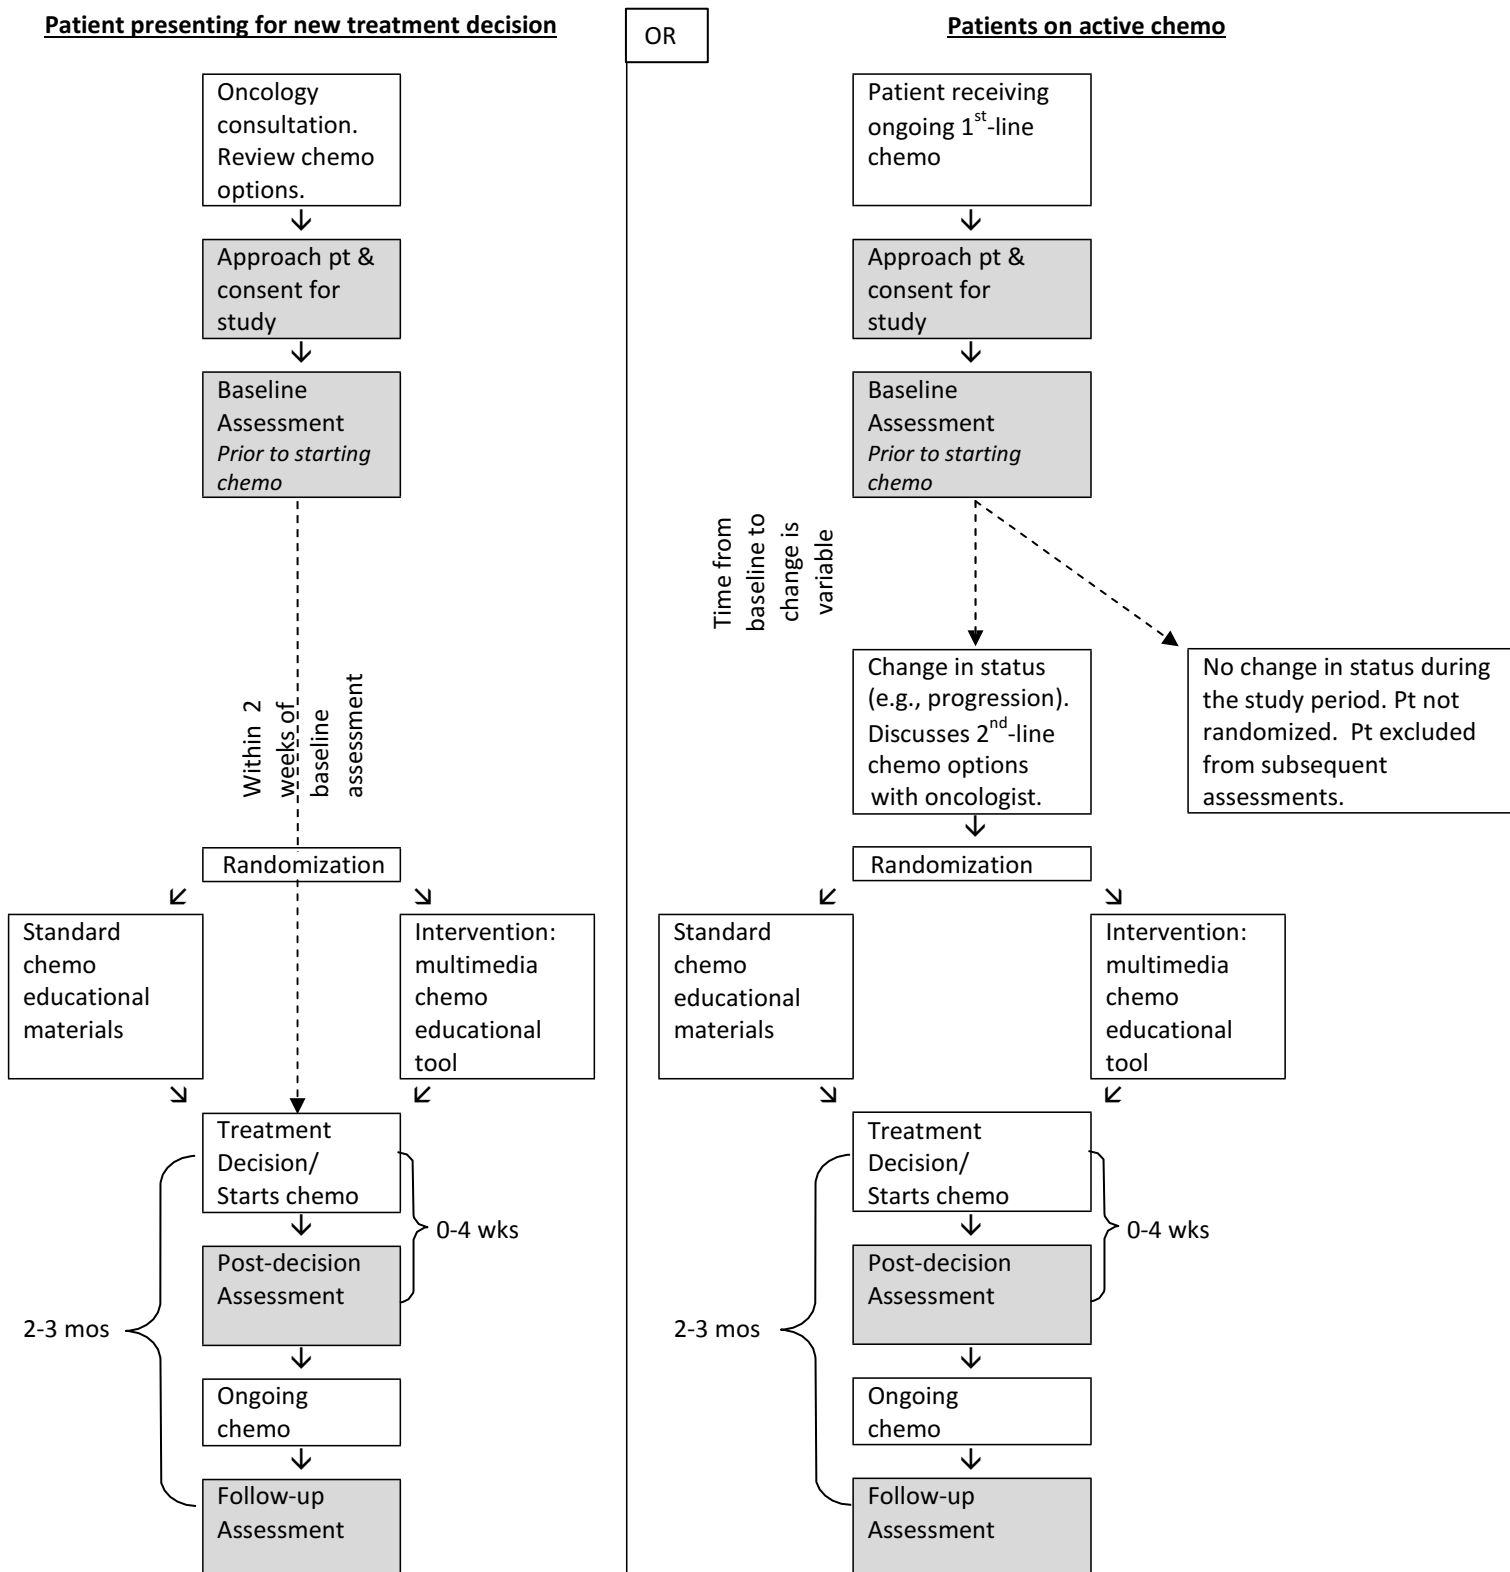 Patient presenting for new treatment decision
OR
Patients on active chemo
Oncology
consultation.
Review chemo
options.
Approach pt &
consent for
study
Baseline
Assessment
Prior to starting
chemo
Within 2
weeks of
baseline
assessment
Randomization
Standard
chemo
educational
materials
Intervention:
multimedia
chemo
educational
tool
Treatment
Decision/
Starts chemo
0-4 wks
Post-decision
Assessment
2-3 mos
Ongoing
chemo
Follow-up
Assessment
Patient receiving
ongoing 1st-line
chemo
Approach pt &
consent for
study
Baseline
Assessment
Prior to starting
chemo
Time from
baseline to
change is
variable
Change in status
(e.g., progression).
Discusses 2nd-line
chemo options
with oncologist.
No change in status during
the study period. Pt not
randomized. Pt excluded
from subsequent
assessments.
Randomization
Standard
chemo
educational
materials
Intervention:
multimedia
chemo
educational
tool
Treatment
Decision/
Starts chemo
0-4 wks
Post-decision
Assessment
2-3 mos
Ongoing
chemo
Follow-up
Assessment